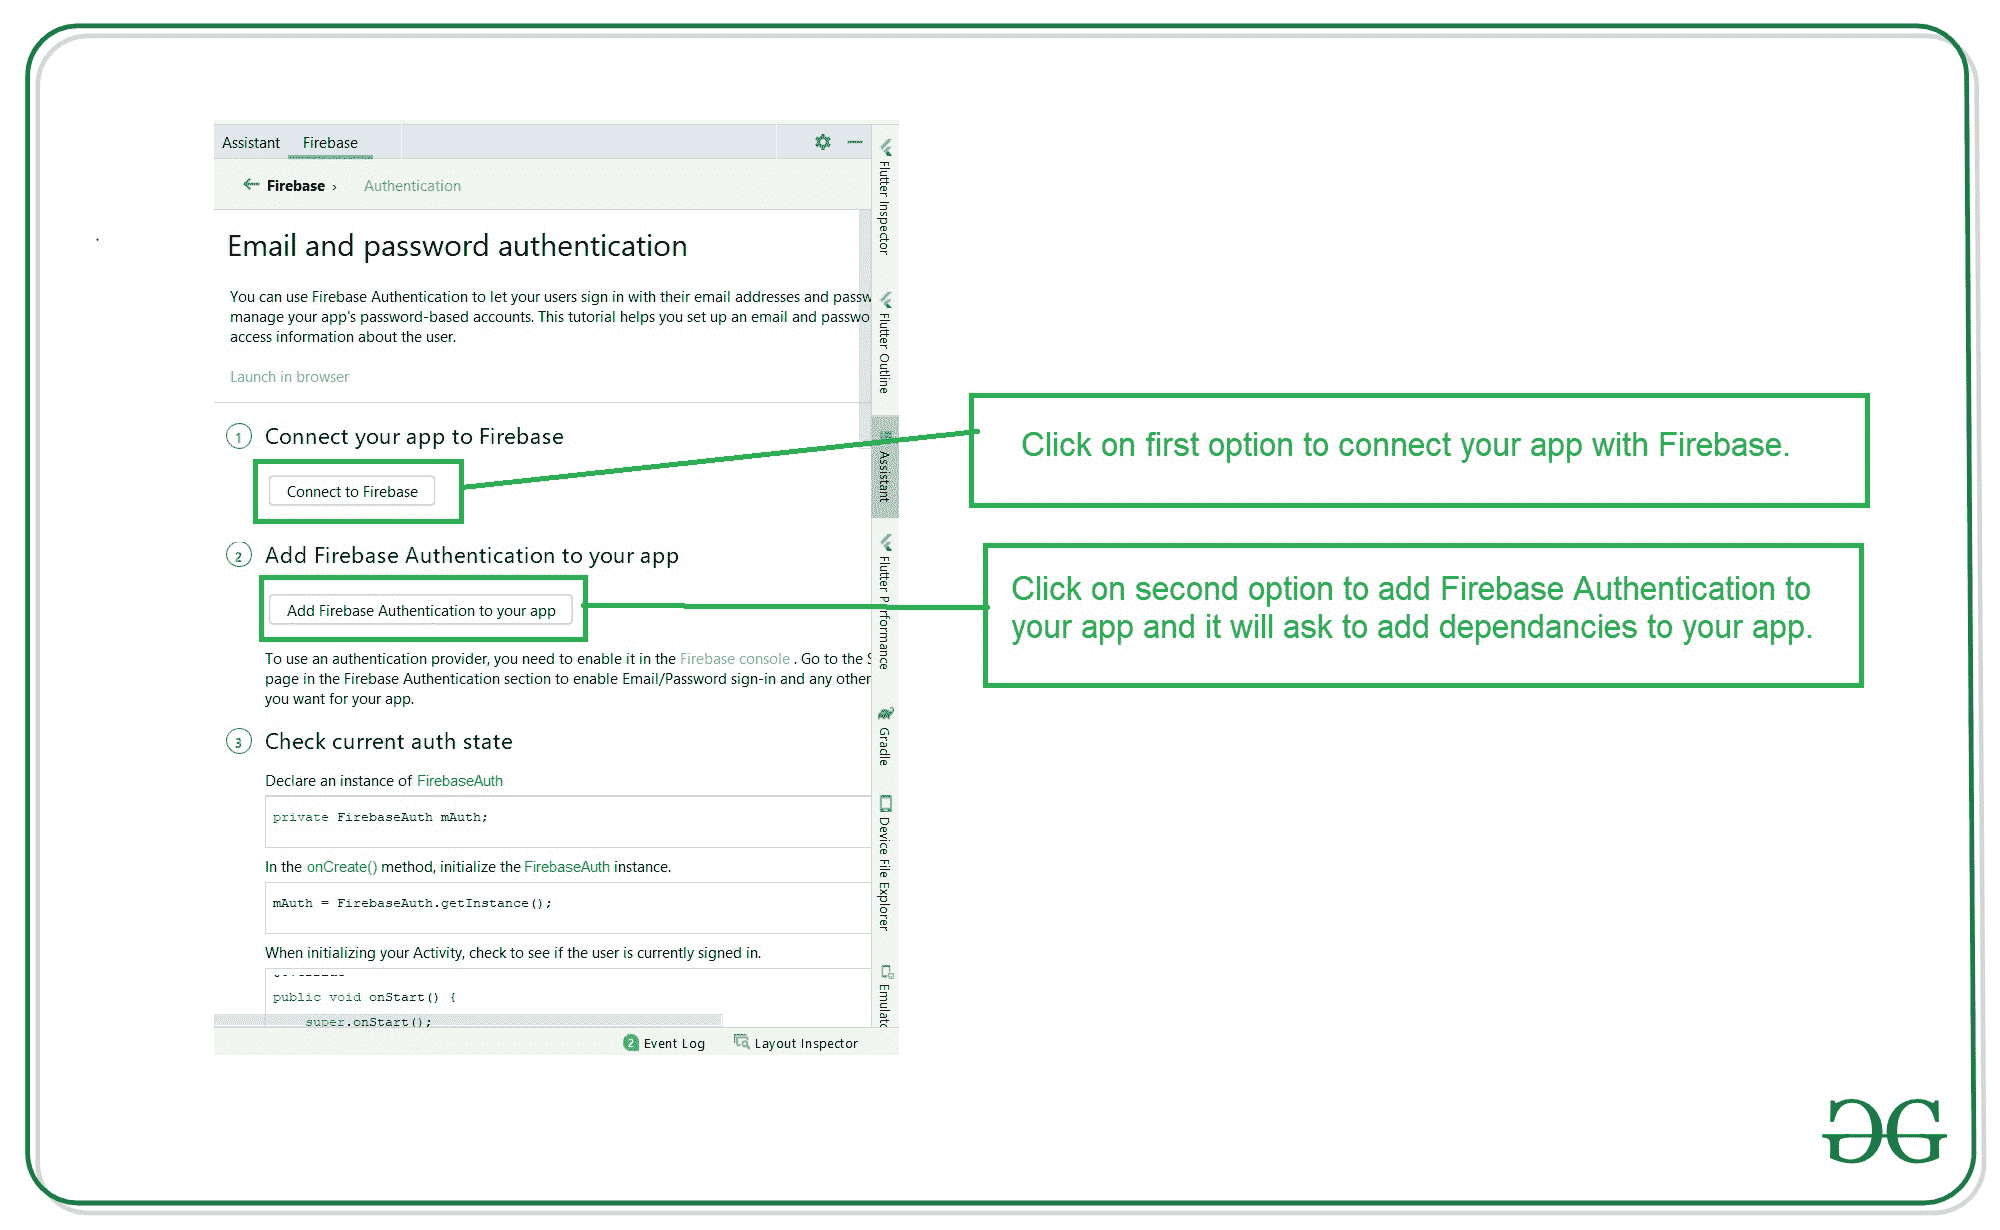 Assistant Firebase
Firebase › Authentication
Email and password authentication
You can use Firebase Authentication to let your users sign in with their email addresses and passw
manage your app's password-based accounts. This tutorial helps you set up an email and passwo
access information about the user.
Launch in browser
1 Connect your app to Firebase
Connect to Firebase
2 Add Firebase Authentication to your app
Add Firebase Authentication to your app
To use an authentication provider, you need to enable it in the Firebase console . Go to the S
page in the Firebase Authentication section to enable Email/Password sign-in and any other
you want for your app.
3 Check current auth state
Declare an instance of FirebaseAuth
private FirebaseAuth mAuth;
In the onCreate() method, initialize the FirebaseAuth instance.
mAuth = FirebaseAuth.getInstance();
When initializing your Activity, check to see if the user is currently signed in.
public void onStart() {
super.onStart();
2 Event Log Layout Inspector
Flutter Inspector
Flutter Outline
Assistant
Flutter Performance
Gradle
Device File Explorer
Emulato
Click on first option to connect your app with Firebase.
Click on second option to add Firebase Authentication to
your app and it will ask to add dependancies to your app.